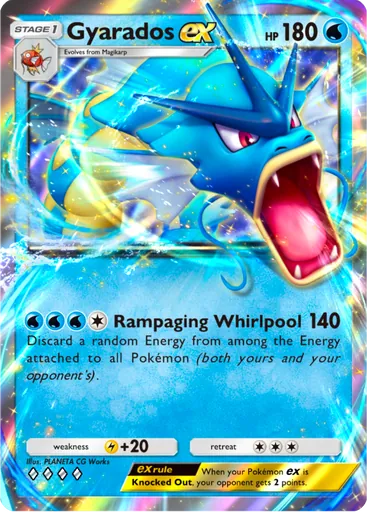 STAGE 1
Gyarados ex
HP 180
Evolves from Magikarp
Rampaging Whirlpool 140
Discard a random Energy from among the Energy
attached to all Pokémon (both yours and your
opponent's).
weakness +20
retreat
Illus. PLANETA CG Works
ex rule
When your Pokémon ex is
Knocked Out, your opponent gets 2 points.